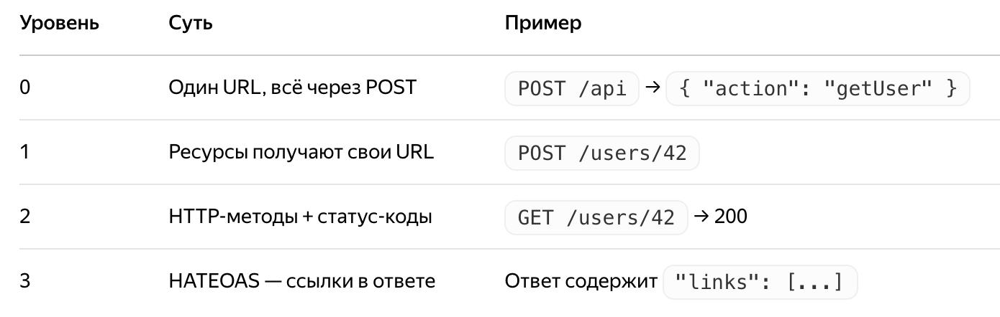 Уровень Суть Пример
0 Один URL, всё через POST POST /api → { "action": "getUser" }
1 Ресурсы получают свои URL POST /users/42
2 HTTP-методы + статус-коды GET /users/42 → 200
3 HATEOAS — ссылки в ответе Ответ содержит "links": [...]